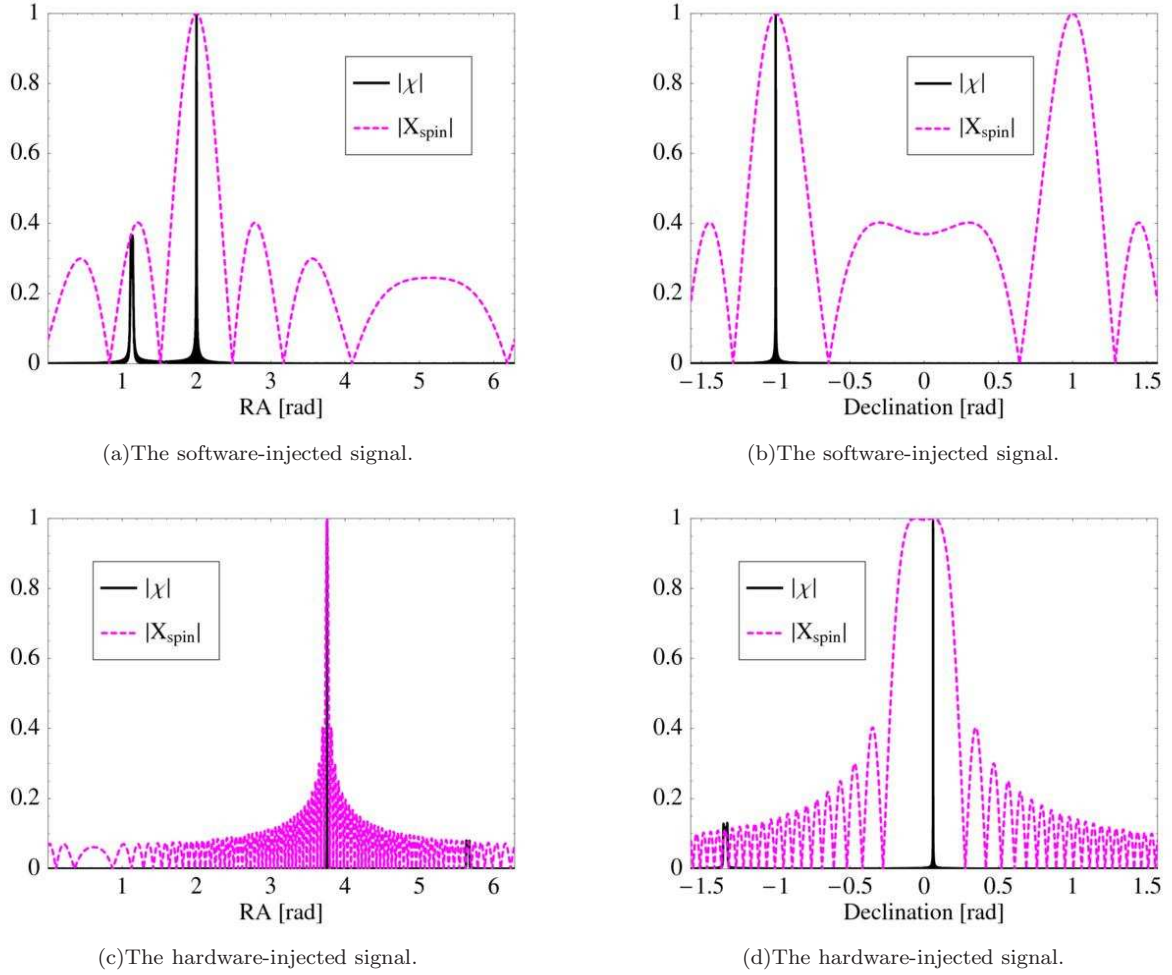 1
0.8
0.6
0.4
0.2
0
|χ|
|X_spin|
1 2 3 4 5 6
RA [rad]
(a)The software-injected signal.
1
0.8
0.6
0.4
0.2
0
|χ|
|X_spin|
−1.5 −1 −0.5 0 0.5 1 1.5
Declination [rad]
(b)The software-injected signal.
1
0.8
0.6
0.4
0.2
0
|χ|
|X_spin|
1 2 3 4 5 6
RA [rad]
(c)The hardware-injected signal.
1
0.8
0.6
0.4
0.2
0
|χ|
|X_spin|
−1.5 −1 −0.5 0 0.5 1 1.5
Declination [rad]
(d)The hardware-injected signal.